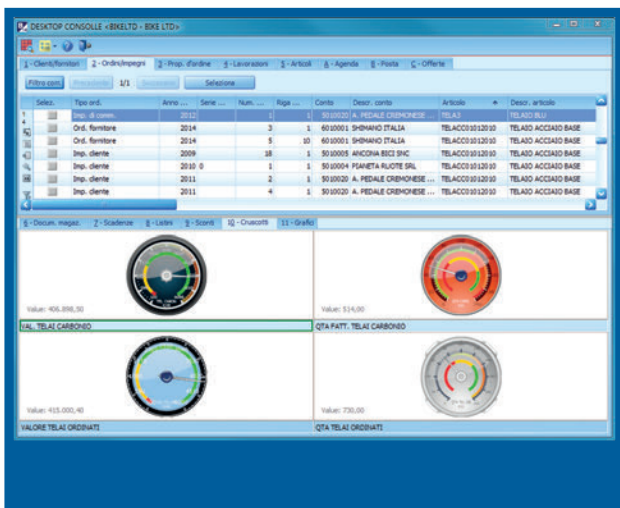 DESKTOP CONSOLLE <BIKELTD - BIKE LTD>
1 - Clienti/fornitori 2 - Ordini/impegni 3 - Prop. d'ordine 4 - Lavorazioni 5 - Articoli A - Agenda B - Posta C - Offerte
Filtro com. Precedente 1/1 Successivo Seleziona
Selez. Tipo ord. Anno ... Serie ... Num. ... Riga ... Conto Descr. conto Articolo Descr. articolo
Imp. di comm. 2012 1 1 5010020 A. PEDALE CREMONESE ... TELA3 TELAIO BLU
Ord. fornitore 2014 3 1 6010001 SHIMANO ITALIA TELACC01012010 TELAIO ACCIAIO BASE
Ord. fornitore 2014 5 10 6010001 SHIMANO ITALIA TELACC01012010 TELAIO ACCIAIO BASE
Imp. cliente 2009 18 1 5010005 ANCONA BICI SNC TELACC01012010 TELAIO ACCIAIO BASE
Imp. cliente 2010 0 1 1 5010004 PIANETA RUOTE SRL TELACC01012010 TELAIO ACCIAIO BASE
Imp. cliente 2011 2 1 5010020 A. PEDALE CREMONESE ... TELACC01012010 TELAIO ACCIAIO BASE
Imp. cliente 2011 4 1 5010020 A. PEDALE CREMONESE ... TELACC01012010 TELAIO ACCIAIO BASE
6 - Docum. magaz. 7 - Scadenze 8 - Listini 9 - Sconti 10 - Cruscotti 11 - Grafici
Value: 406.898,50 Value: 514,00
VAL. TELAI CARBONIO QTA FATT. TELAI CARBONIO
Value: 415.000,40 Value: 730,00
VALORE TELAI ORDINATI QTA TELAI ORDINATI